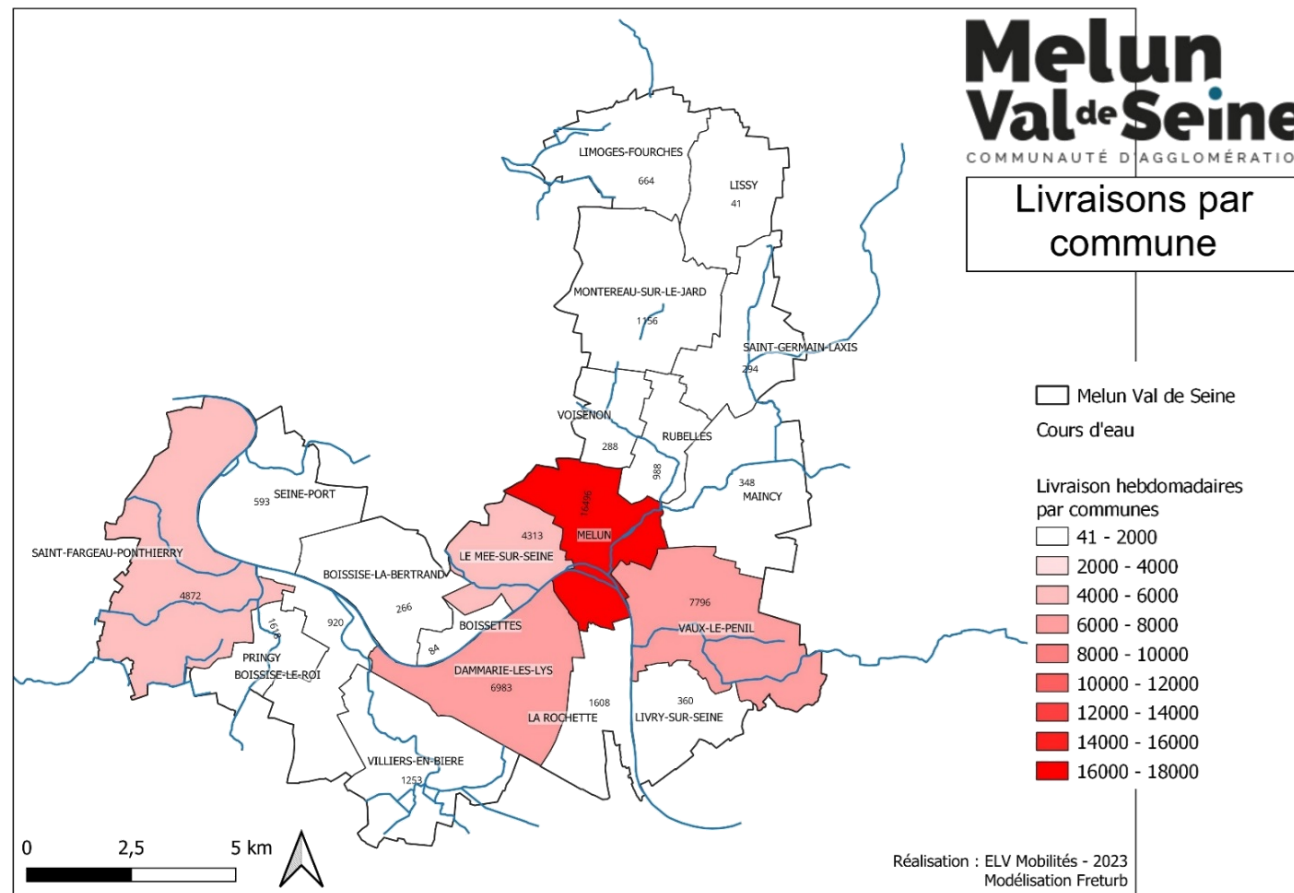 Melun
Val de Seine
COMMUNAUTÉ D'AGGLOMÉRATIO
Livraisons par
commune
LIMOGES-FOURCHES
664
LISSY
41
MONTEREAU-SUR-LE-JARD
1156
SAINT-GERMAIN-LAXIS
294
VOISENON
288
RUBELLES
988
348
MAINCY
SEINE-PORT
593
16496
MELUN
4313
LE MEE-SUR-SEINE
SAINT-FARGEAU-PONTHIERRY
4872
BOISSISE-LA-BERTRAND
266
7796
VAUX-LE-PENIL
BOISSETTES
84
920
PRINGY
BOISSISE-LE-ROI
DAMMARIE-LES-LYS
6983
LA ROCHETTE
1608
360
LIVRY-SUR-SEINE
VILLIERS-EN-BIERE
1253
Melun Val de Seine
Cours d'eau
Livraison hebdomadaires
par communes
41 - 2000
2000 - 4000
4000 - 6000
6000 - 8000
8000 - 10000
10000 - 12000
12000 - 14000
14000 - 16000
16000 - 18000
0 2,5 5 km
Réalisation : ELV Mobilités - 2023
Modélisation Freturb